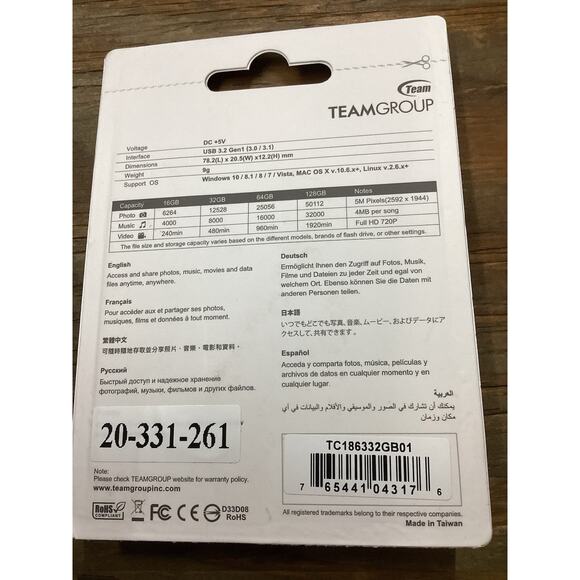 Team
TEAMGROUP
Voltage DC +5V
Interface USB 3.2 Gen1 (3.0 / 3.1)
Dimensions 78.2(L) x 20.5(W) x12.2(H) mm
Weight 9g
Support OS Windows 10 / 8.1 / 8 / 7 / Vista, MAC OS X v.10.6.x+, Linux v.2.6.x+
Capacity 16GB 32GB 64GB 128GB Notes
Photo 6264 12528 25056 50112 5M Pixels(2592 x 1944)
Music 4000 8000 16000 32000 4MB per song
Video 240min 480min 960min 1920min Full HD 720P
The file size and storage capacity varies based on the different models, brands of flash drive, or other settings.
English
Access and share photos, music, movies and data
files anytime, anywhere.
Français
Pour accéder aux et partager ses photos,
musiques, films et données à tout moment.
繁體中文
可隨時隨地存取並分享照片、音樂、電影和資料。
Русский
Быстрый доступ и надежное хранение
фотографий, музыки, фильмов и других файлов.
Deutsch
Ermöglicht Ihnen den Zugriff auf Fotos, Musik,
Filme und Dateien zu jeder Zeit und egal von
welchem Ort. Ebenso können Sie die Dateien mit
anderen Personen teilen.
日本語
いつでもどこでも写真、音楽、ムービー、およびデータにア
クセスして、共有できます。
Español
Acceda y comparta fotos, música, películas y
archivos de datos en cualquier momento y en
cualquier lugar.
العربية
يمكنك أن تشارك في الصور والموسيقي والأفلام والبيانات في أي
مكان وزمان
20-331-261
Note:
Please check TEAMGROUP website for warranty policy.
www.teamgroupinc.com
RoHS
COMPLIANT
CE FC
D33D08
RoHS
TC186332GB01
7 65441 04317 6
All registered trademarks belong to their respective companies.
Made in Taiwan